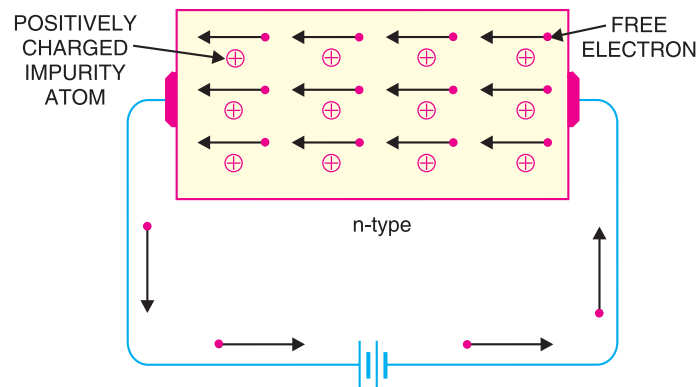 POSITIVELY
CHARGED
IMPURITY
ATOM
FREE
ELECTRON
n-type